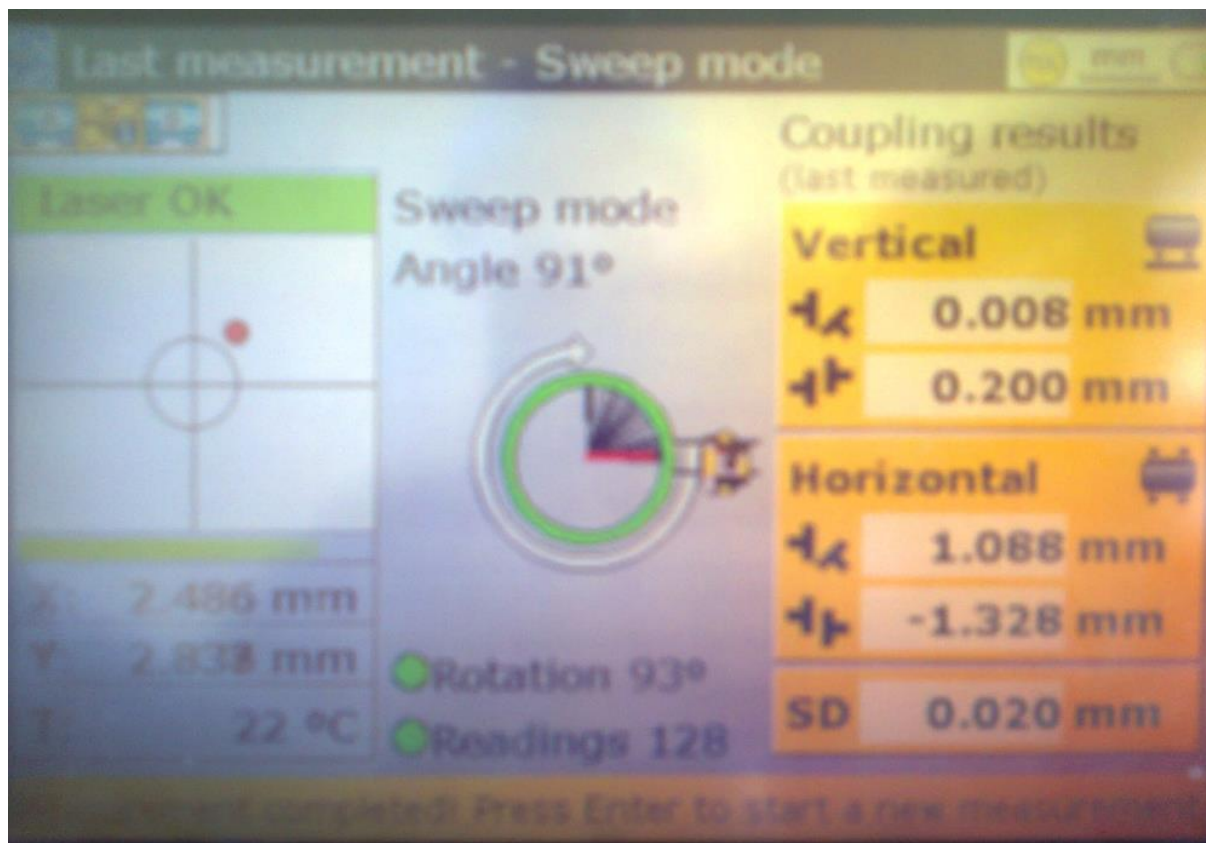 Last measurement - Sweep mode
mm
Coupling results
(last measured)
Laser OK
Sweep mode
Angle 91°
Vertical
0.008 mm
0.200 mm
Horizontal
1.088 mm
-1.328 mm
SD 0.020 mm
X: 2.486 mm
Y: mm
T: 22 °C
Rotation 93°
Readings 128
completed! Press Enter to start a new measurement